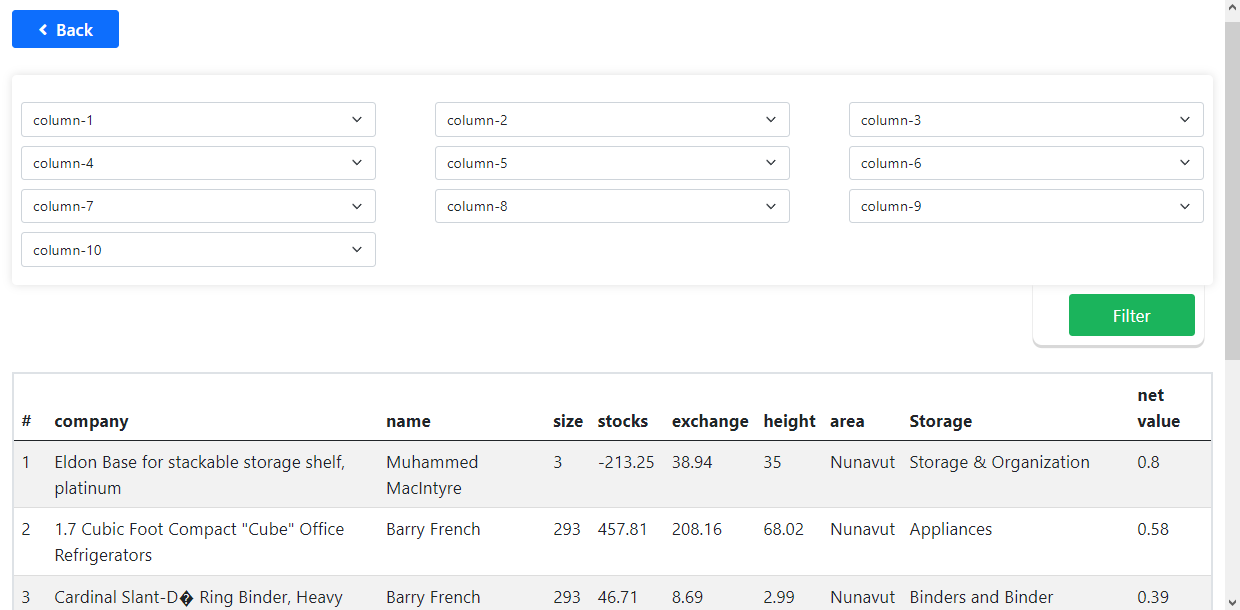 Back
column-1 column-2 column-3
column-4 column-5 column-6
column-7 column-8 column-9
column-10
Filter
# company name size stocks exchange height area Storage net value
1 Eldon Base for stackable storage shelf, platinum Muhammed MacIntyre 3 -213.25 38.94 35 Nunavut Storage & Organization 0.8
2 1.7 Cubic Foot Compact "Cube" Office Refrigerators Barry French 293 457.81 208.16 68.02 Nunavut Appliances 0.58
3 Cardinal Slant-D� Ring Binder, Heavy Barry French 293 46.71 8.69 2.99 Nunavut Binders and Binder 0.39